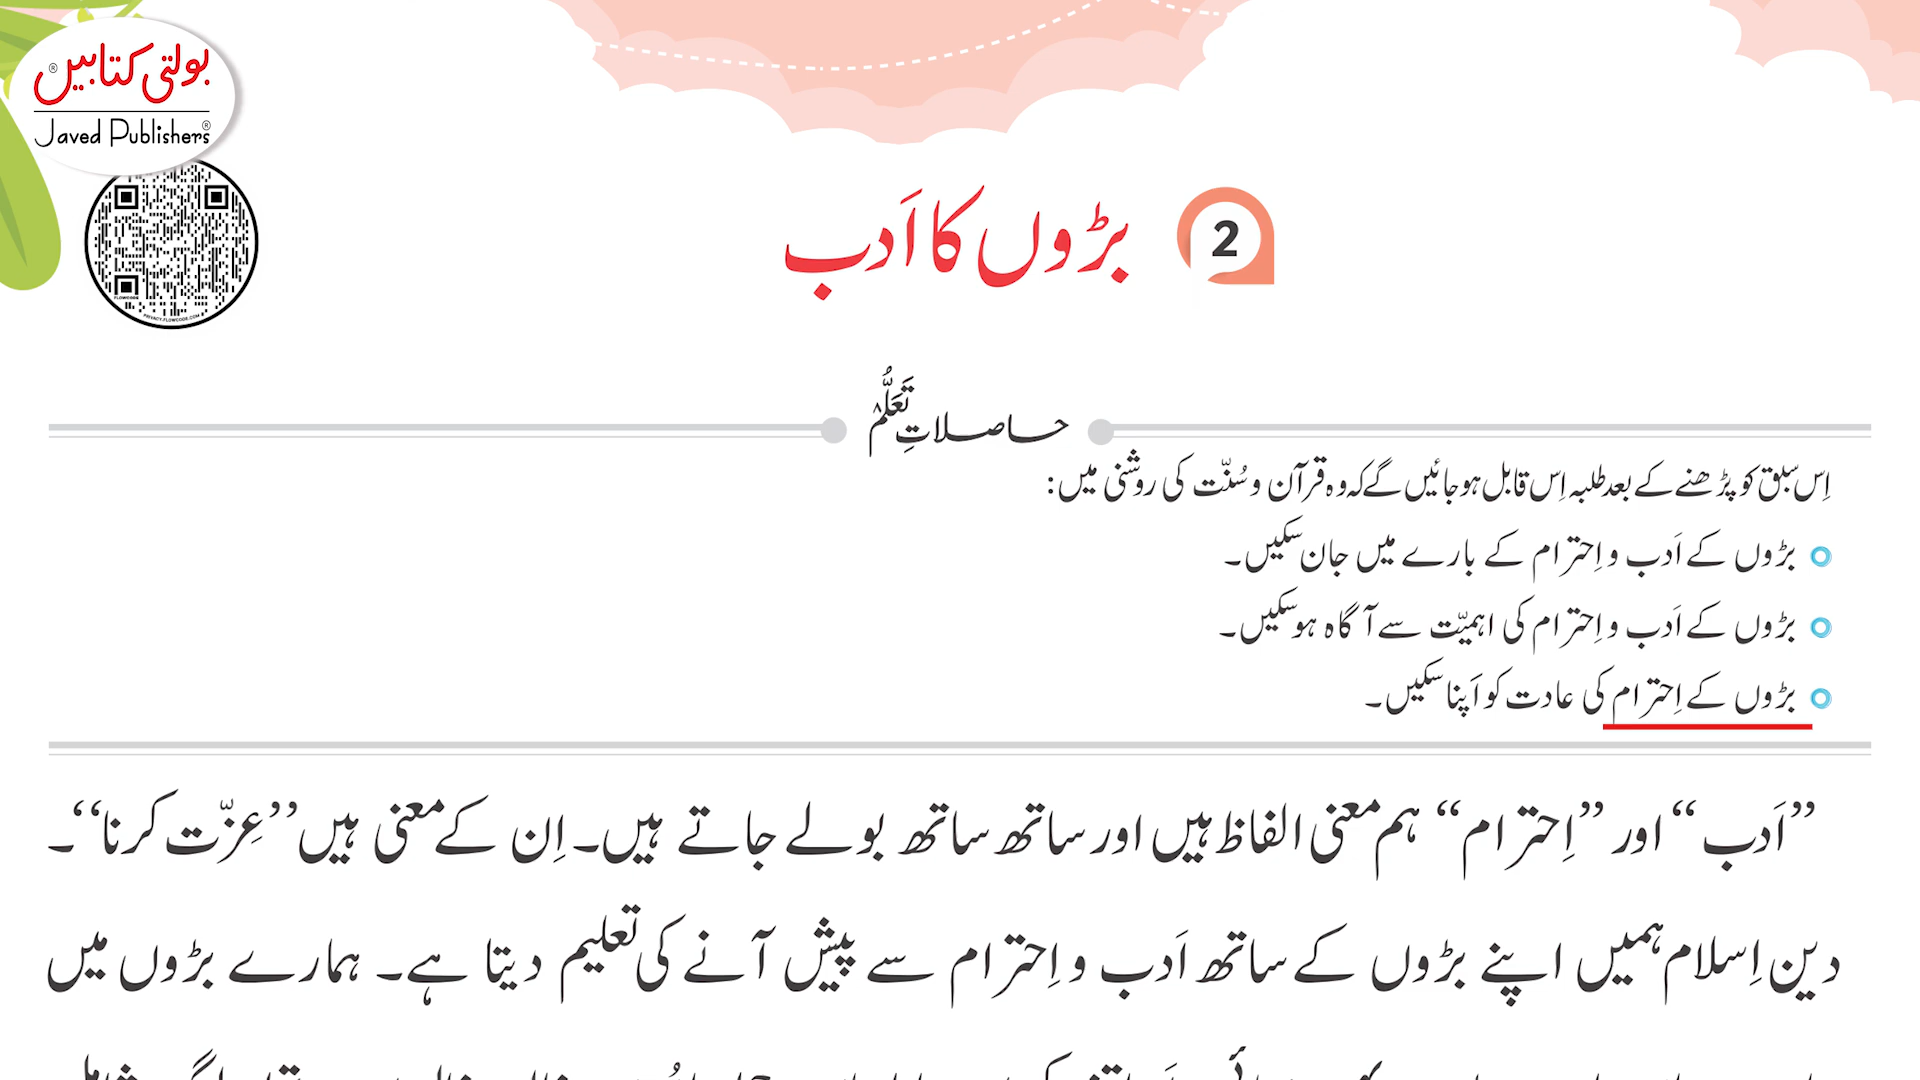 بولتی کتابیں®
Javed Publishers®
FLOWCODE
PRIVACY.FLOWCODE.COM
2 بڑوں کا اَدب
حاصلاتِ تَعَلُّم
اِس سبق کو پڑھنے کے بعد طلبہ اِس قابل ہو جائیں گے کہ وہ قرآن و سُنّت کی روشنی میں:
بڑوں کے اَدب و اِحترام کے بارے میں جان سکیں۔
بڑوں کے اَدب و اِحترام کی اہمیّت سے آگاہ ہو سکیں۔
بڑوں کے اِحترام کی عادت کو اَپنا سکیں۔
”اَدب“ اور ”اِحترام“ ہم معنی الفاظ ہیں اور ساتھ ساتھ بولے جاتے ہیں۔ اِن کے معنی ہیں ”عِزّت کرنا“۔
دینِ اِسلام ہمیں اپنے بڑوں کے ساتھ اَدب و اِحترام سے پیش آنے کی تعلیم دیتا ہے۔ ہمارے بڑوں میں